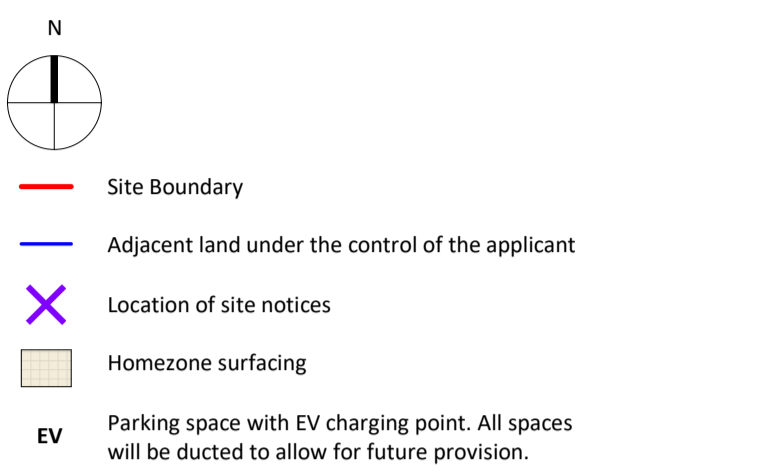 N
Site Boundary
Adjacent land under the control of the applicant
Location of site notices
Homezone surfacing
EV
Parking space with EV charging point. All spaces
will be ducted to allow for future provision.